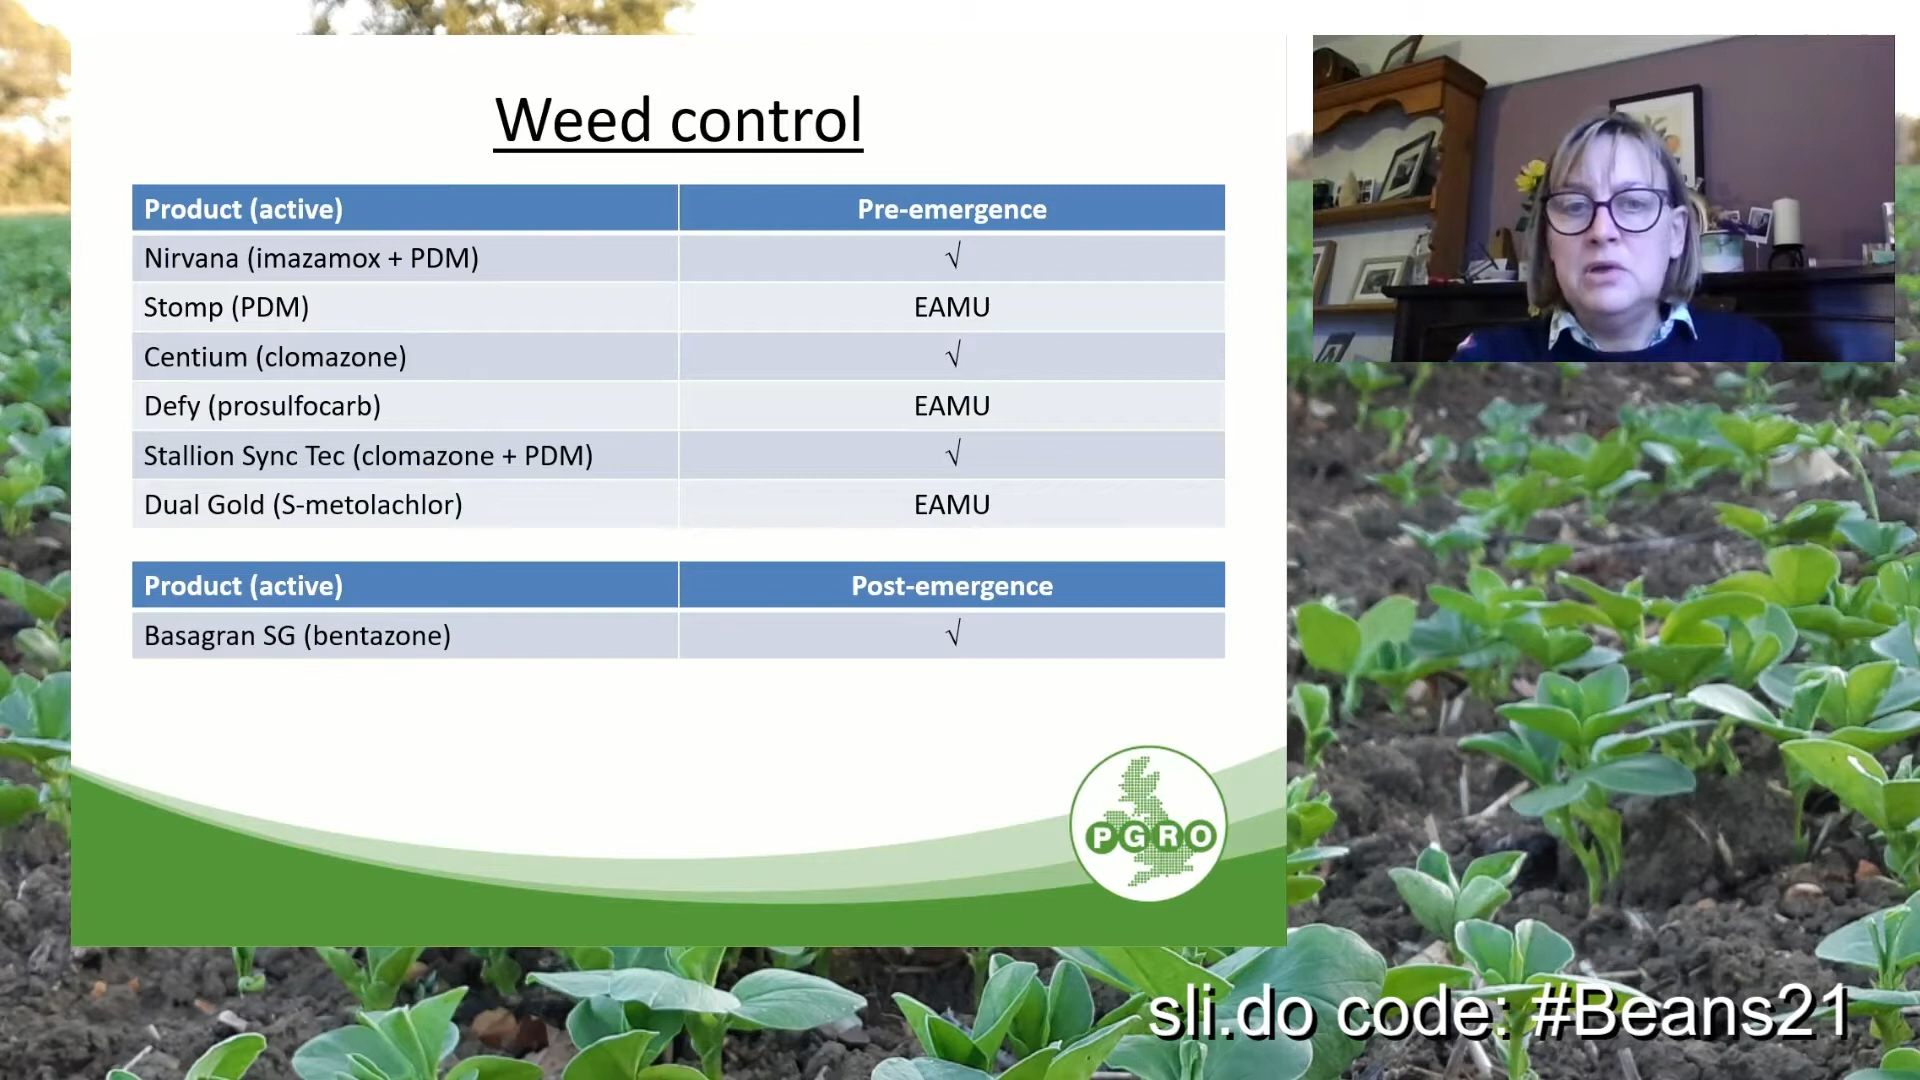 Weed control
Product (active) Pre-emergence
Nirvana (imazamox + PDM) √
Stomp (PDM) EAMU
Centium (clomazone) √
Defy (prosulfocarb) EAMU
Stallion Sync Tec (clomazone + PDM) √
Dual Gold (S-metolachlor) EAMU
Product (active) Post-emergence
Basagran SG (bentazone) √
PGRO
sli.do code: #Beans21